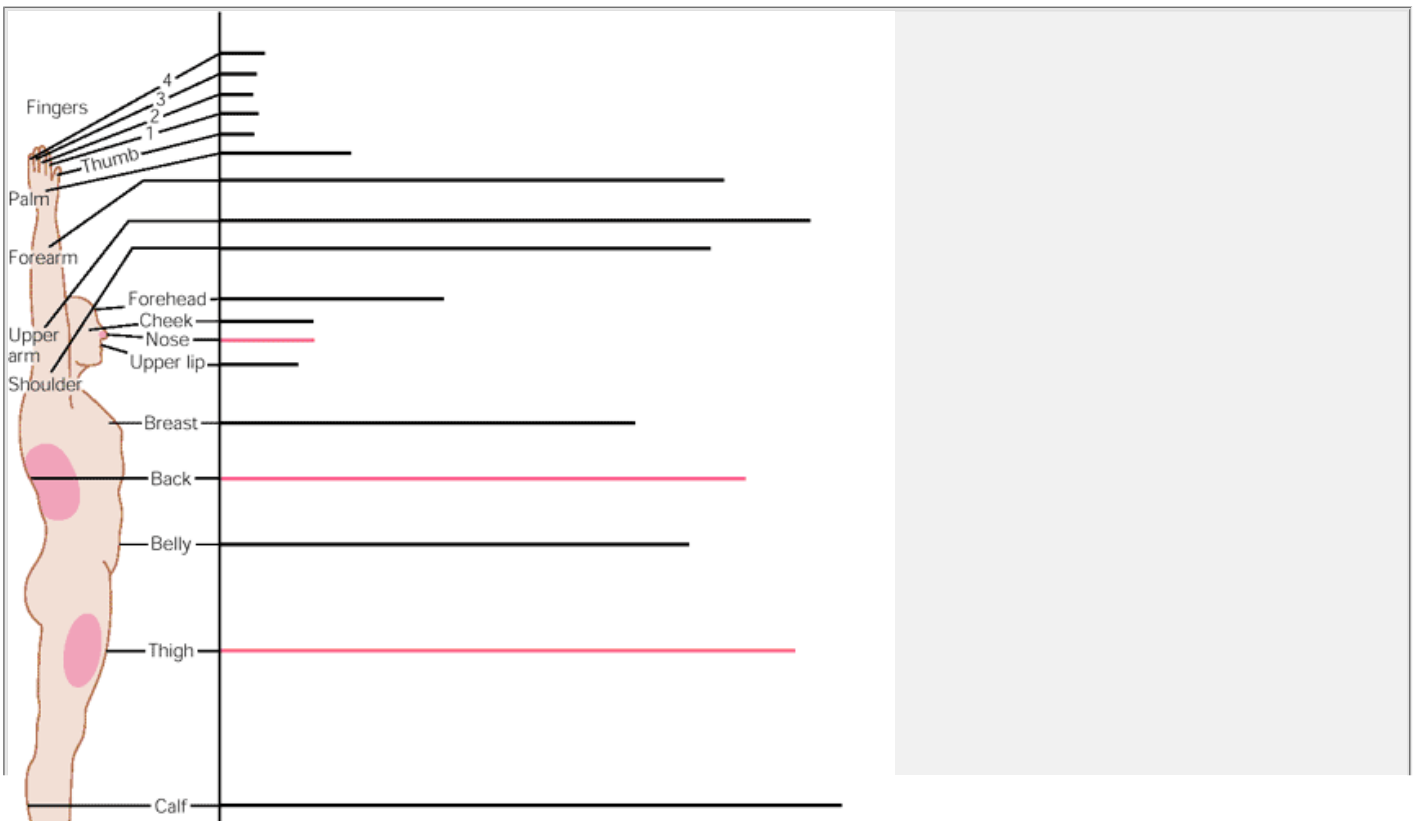 4
3
Fingers
2
1
Thumb
Palm
Forearm
Forehead
Cheek
Upper
arm
Nose
Upper lip
Shoulder
Breast
Back
Belly
Thigh
Calf